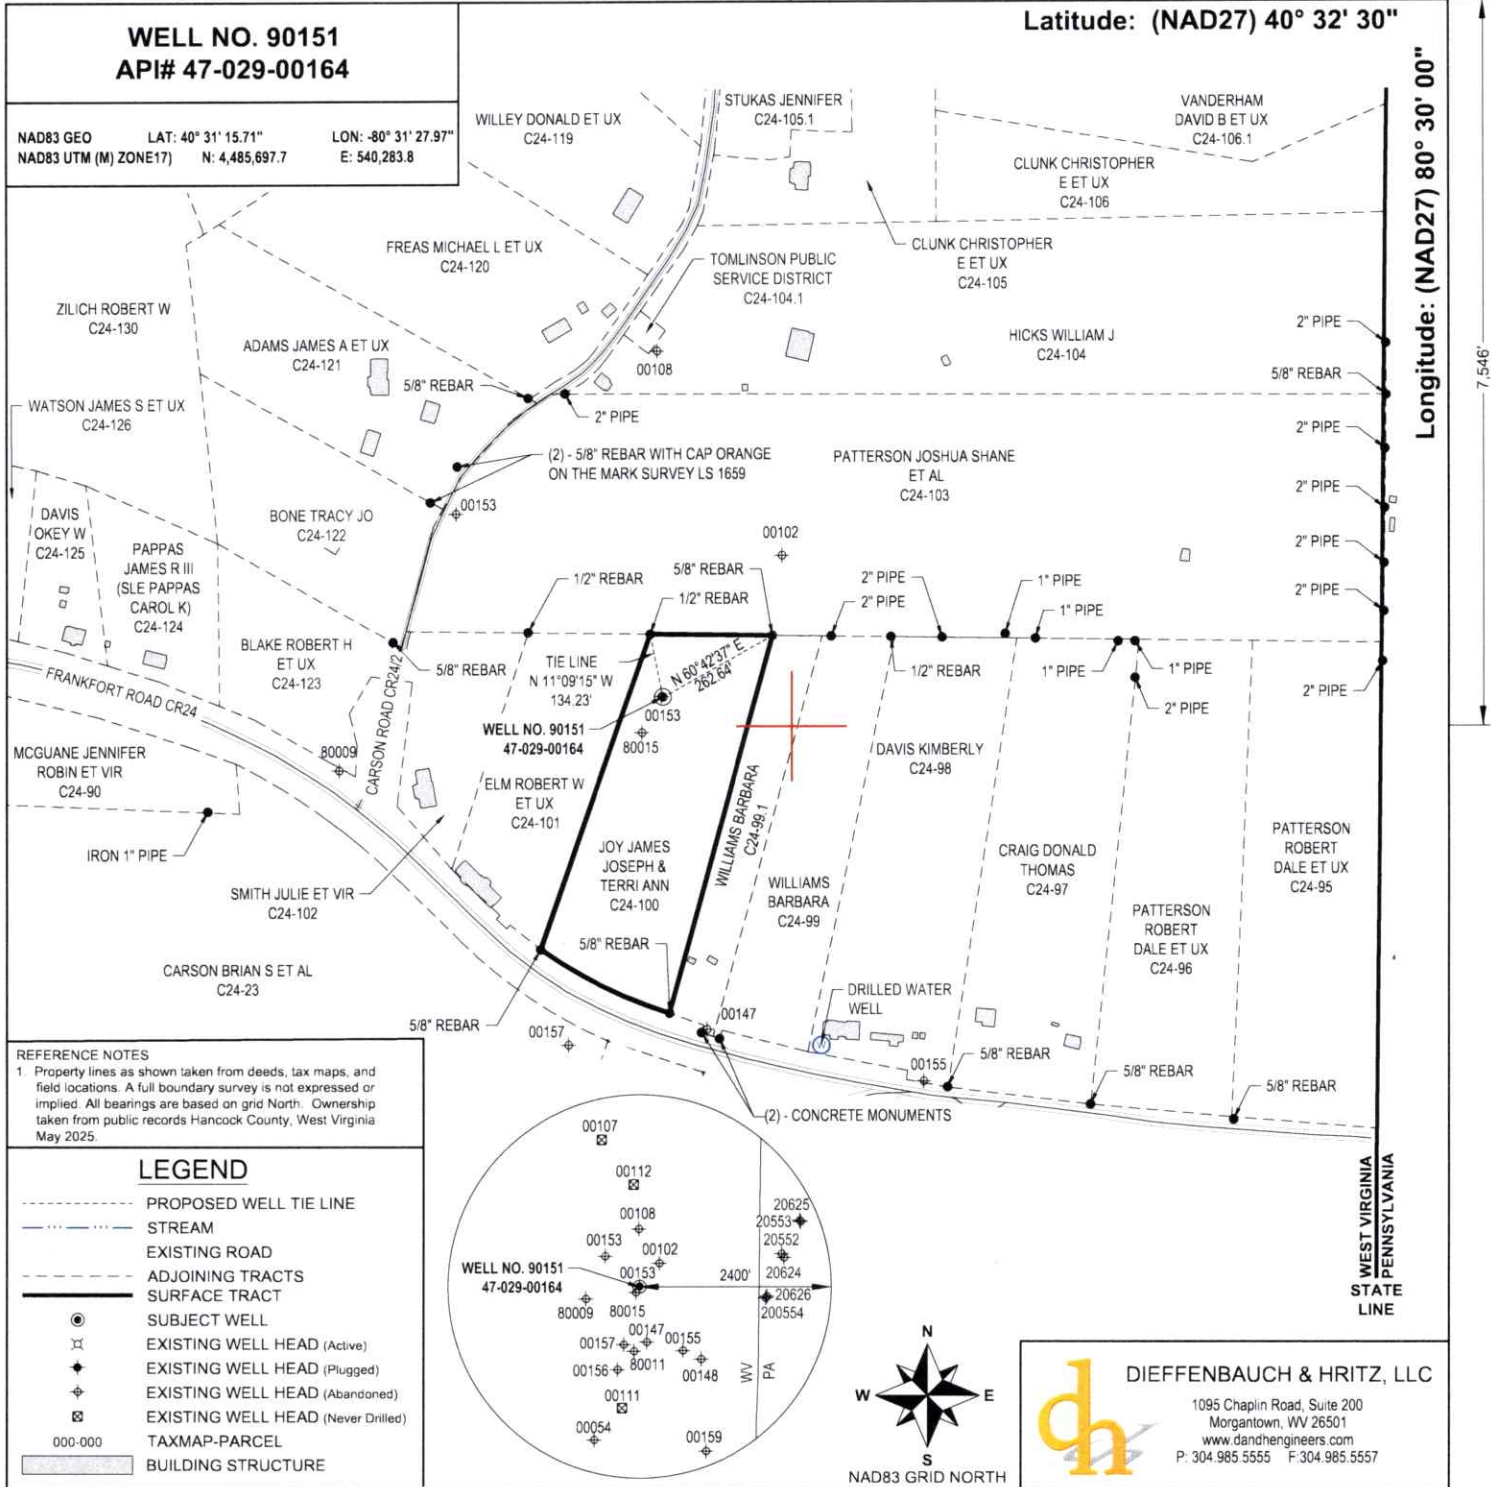 WELL NO. 90151
API# 47-029-00164
NAD83 GEO LAT: 40° 31' 15.71" LON: -80° 31' 27.97"
NAD83 UTM (M) ZONE17) N: 4,485,697.7 E: 540,283.8
Latitude: (NAD27) 40° 32' 30"
Longitude: (NAD27) 80° 30' 00"
7,546'
WILLEY DONALD ET UX
C24-119
STUKAS JENNIFER
C24-105.1
VANDERHAM
DAVID B ET UX
C24-106.1
CLUNK CHRISTOPHER
E ET UX
C24-106
FREAS MICHAEL L ET UX
C24-120
TOMLINSON PUBLIC
SERVICE DISTRICT
C24-104.1
CLUNK CHRISTOPHER
E ET UX
C24-105
ZILICH ROBERT W
C24-130
ADAMS JAMES A ET UX
C24-121
HICKS WILLIAM J
C24-104
2" PIPE
00108
5/8" REBAR
5/8" REBAR
WATSON JAMES S ET UX
C24-126
2" PIPE
2" PIPE
(2) - 5/8" REBAR WITH CAP ORANGE
ON THE MARK SURVEY LS 1659
PATTERSON JOSHUA SHANE
ET AL
C24-103
2" PIPE
00153
DAVIS
OKEY W
C24-125
BONE TRACY JO
C24-122
00102
2" PIPE
PAPPAS
JAMES R III
(SLE PAPPAS
CAROL K)
C24-124
1/2" REBAR
5/8" REBAR
1/2" REBAR
2" PIPE
2" PIPE
1" PIPE
1" PIPE
2" PIPE
BLAKE ROBERT H
ET UX
C24-123
5/8" REBAR
TIE LINE
N 11°09'15" W
134.23'
N 60°42'37" E
262.64'
1/2" REBAR
1" PIPE
1" PIPE
2" PIPE
2" PIPE
FRANKFORT ROAD CR24
CARSON ROAD CR24/2
00153
WELL NO. 90151
47-029-00164
80015
80009
MCGUANE JENNIFER
ROBIN ET VIR
C24-90
DAVIS KIMBERLY
C24-98
ELM ROBERT W
ET UX
C24-101
WILLIAMS BARBARA
C24-99.1
IRON 1" PIPE
JOY JAMES
JOSEPH &
TERRI ANN
C24-100
CRAIG DONALD
THOMAS
C24-97
PATTERSON
ROBERT
DALE ET UX
C24-95
SMITH JULIE ET VIR
C24-102
WILLIAMS
BARBARA
C24-99
PATTERSON
ROBERT
DALE ET UX
C24-96
5/8" REBAR
CARSON BRIAN S ET AL
C24-23
DRILLED WATER
WELL
5/8" REBAR
00157
00147
00155
5/8" REBAR
5/8" REBAR
5/8" REBAR
(2) - CONCRETE MONUMENTS
REFERENCE NOTES
1. Property lines as shown taken from deeds, tax maps, and
field locations. A full boundary survey is not expressed or
implied. All bearings are based on grid North. Ownership
taken from public records Hancock County, West Virginia
May 2025.
LEGEND
PROPOSED WELL TIE LINE
STREAM
EXISTING ROAD
ADJOINING TRACTS
SURFACE TRACT
SUBJECT WELL
EXISTING WELL HEAD (Active)
EXISTING WELL HEAD (Plugged)
EXISTING WELL HEAD (Abandoned)
EXISTING WELL HEAD (Never Drilled)
000-000 TAXMAP-PARCEL
BUILDING STRUCTURE
00107
00112
00108
00153
00102
WELL NO. 90151
47-029-00164
00153
2400'
20625
20553
20552
20624
20626
200554
80009
80015
00147
00157
00155
80011
00156
00148
00111
00054
00159
WV
PA
WEST VIRGINIA
PENNSYLVANIA
STATE
LINE
N
W
E
S
NAD83 GRID NORTH
dh
DIEFFENBAUCH & HRITZ, LLC
1095 Chaplin Road, Suite 200
Morgantown, WV 26501
www.dandhengineers.com
P: 304.985.5555 F:304.985.5557